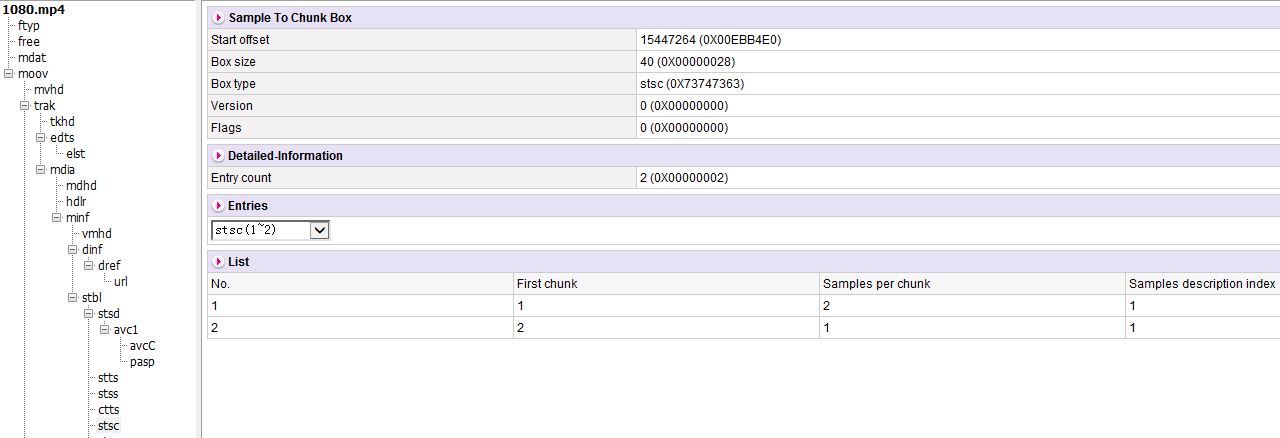 1080.mp4
ftyp
free
mdat
moov
mvhd
trak
tkhd
edts
elst
mdia
mdhd
hdlr
minf
vmhd
dinf
dref
url
stbl
stsd
avc1
avcC
pasp
stts
stss
ctts
stsc
Sample To Chunk Box
Start offset 15447264 (0X00EBB4E0)
Box size 40 (0X00000028)
Box type stsc (0X73747363)
Version 0 (0X00000000)
Flags 0 (0X00000000)
Detailed-Information
Entry count 2 (0X00000002)
Entries
stsc(1~2)
List
No. First chunk Samples per chunk Samples description index
1 1 2 1
2 2 1 1